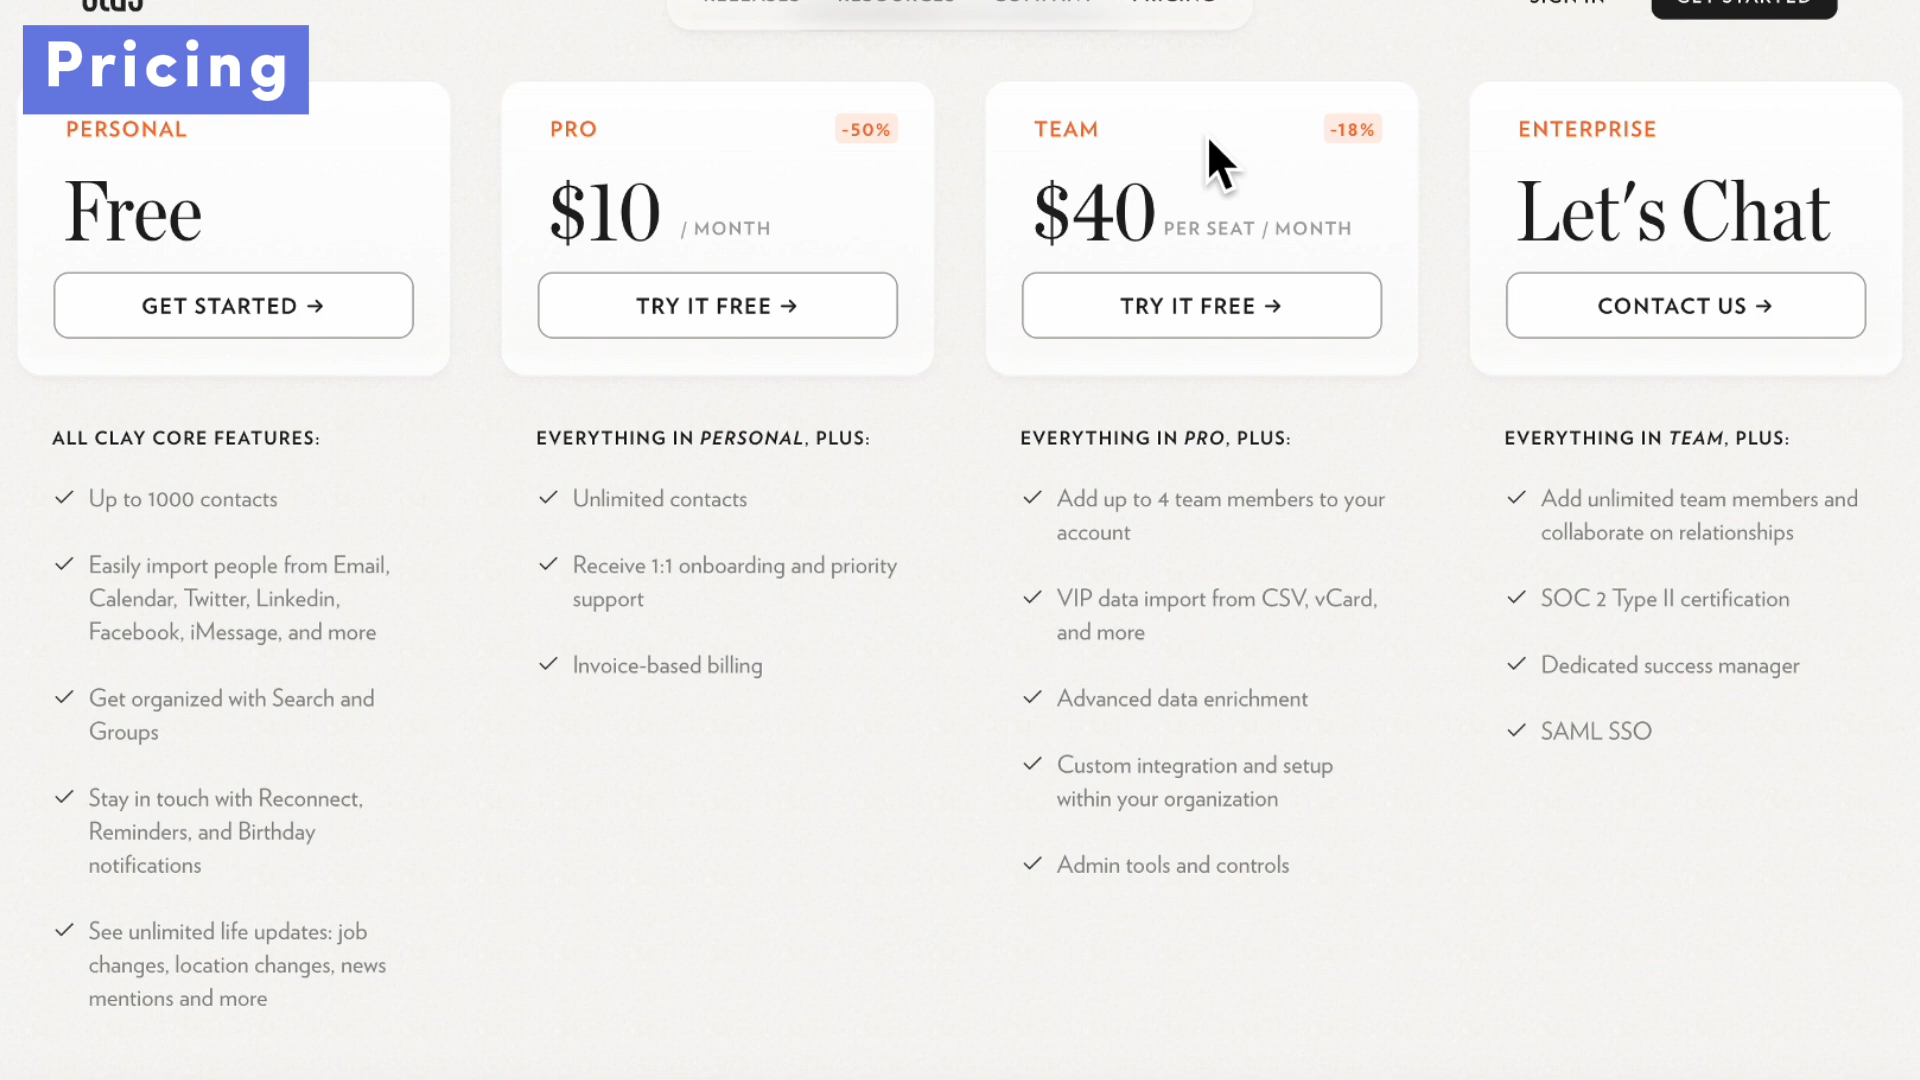 Pricing
PERSONAL
Free
GET STARTED →
ALL CLAY CORE FEATURES:
Up to 1000 contacts
Easily import people from Email,
Calendar, Twitter, Linkedin,
Facebook, iMessage, and more
Get organized with Search and
Groups
Stay in touch with Reconnect,
Reminders, and Birthday
notifications
See unlimited life updates: job
changes, location changes, news
mentions and more
PRO
-50%
$10 / MONTH
TRY IT FREE →
EVERYTHING IN PERSONAL, PLUS:
Unlimited contacts
Receive 1:1 onboarding and priority
support
Invoice-based billing
TEAM
-18%
$40 PER SEAT / MONTH
TRY IT FREE →
EVERYTHING IN PRO, PLUS:
Add up to 4 team members to your
account
VIP data import from CSV, vCard,
and more
Advanced data enrichment
Custom integration and setup
within your organization
Admin tools and controls
ENTERPRISE
Let's Chat
CONTACT US →
EVERYTHING IN TEAM, PLUS:
Add unlimited team members and
collaborate on relationships
SOC 2 Type II certification
Dedicated success manager
SAML SSO